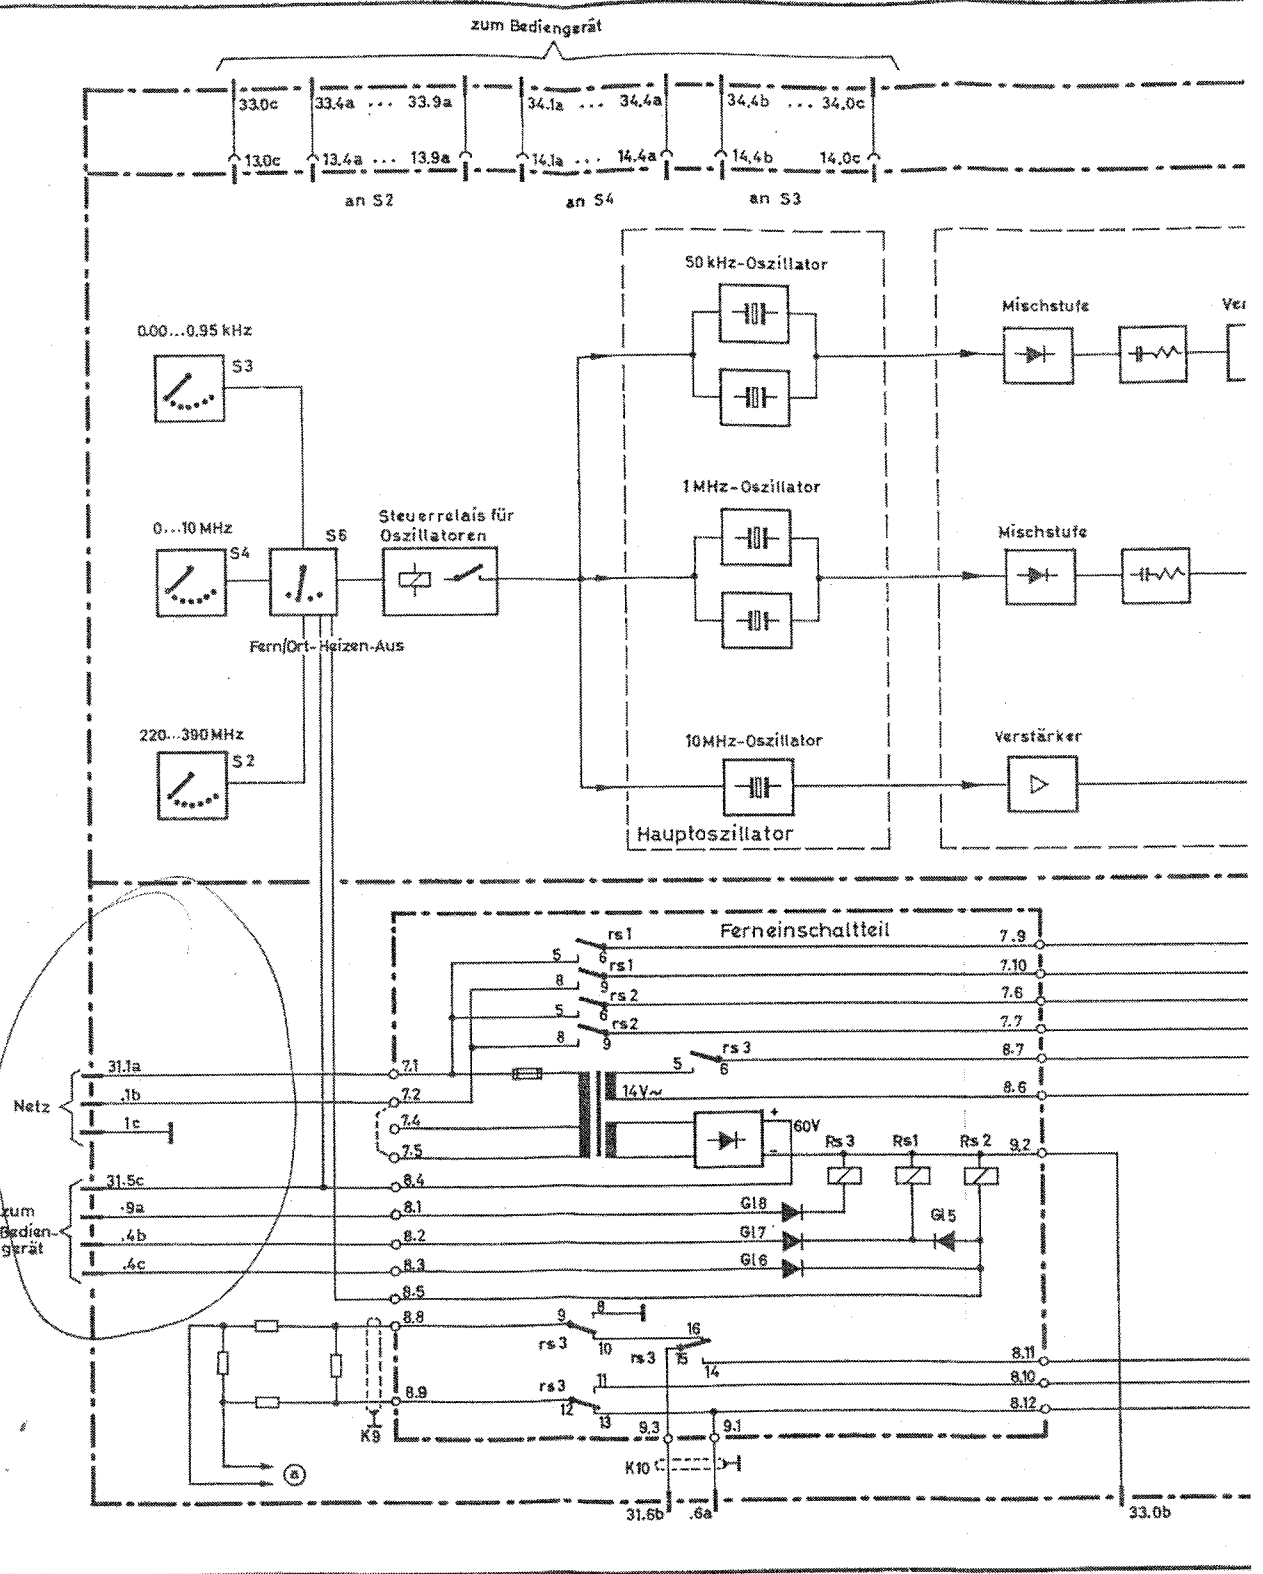 zum Bediengerät
33.0c 33.4a ... 33.9a 34.1a ... 34.4a 34.4b ... 34.0c
13.0c 13.4a ... 13.9a 14.1a ... 14.4a 14.4b 14.0c
an S2 an S4 an S3
50 kHz-Oszillator
Mischstufe
0.00...0.95 kHz
S3
1 MHz-Oszillator
Steuerrelais für
Oszillatoren
0...10 MHz
S4
S6
Mischstufe
Fern/Ort-Heizen-Aus
220...390 MHz
S2
10 MHz-Oszillator
Verstärker
Hauptoszillator
Ferneinschaltteil
rs1
5 6
7.9
rs1
8 9
7.10
rs2
5 6
7.6
rs2
8 9
7.7
rs3
5 6
8.7
31.1a
7.1
14V~
8.6
Netz
.1b
7.2
1c
7.4
+
60V
-
7.5
Rs3 Rs1 Rs2
9.2
31.5c
8.4
zum
Bedien-
gerät
.9a
8.1
Gl8
.4b
8.2
Gl7
Gl5
.4c
8.3
Gl6
8.5
8.8
9 8
10
rs3
16
15
rs3
14
8.11
8.9
rs3
11
12
13
8.10
8.12
K9
9.3 9.1
K10
a
31.6b .6a
33.0b